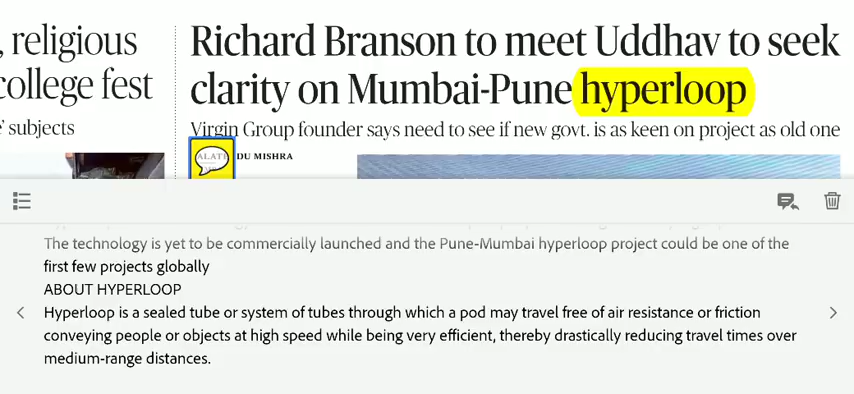 , religious
college fest
' subjects
Richard Branson to meet Uddhav to seek
clarity on Mumbai-Pune hyperloop
Virgin Group founder says need to see if new govt. is as keen on project as old one
DU MISHRA
The technology is yet to be commercially launched and the Pune-Mumbai hyperloop project could be one of the
first few projects globally
ABOUT HYPERLOOP
Hyperloop is a sealed tube or system of tubes through which a pod may travel free of air resistance or friction
conveying people or objects at high speed while being very efficient, thereby drastically reducing travel times over
medium-range distances.